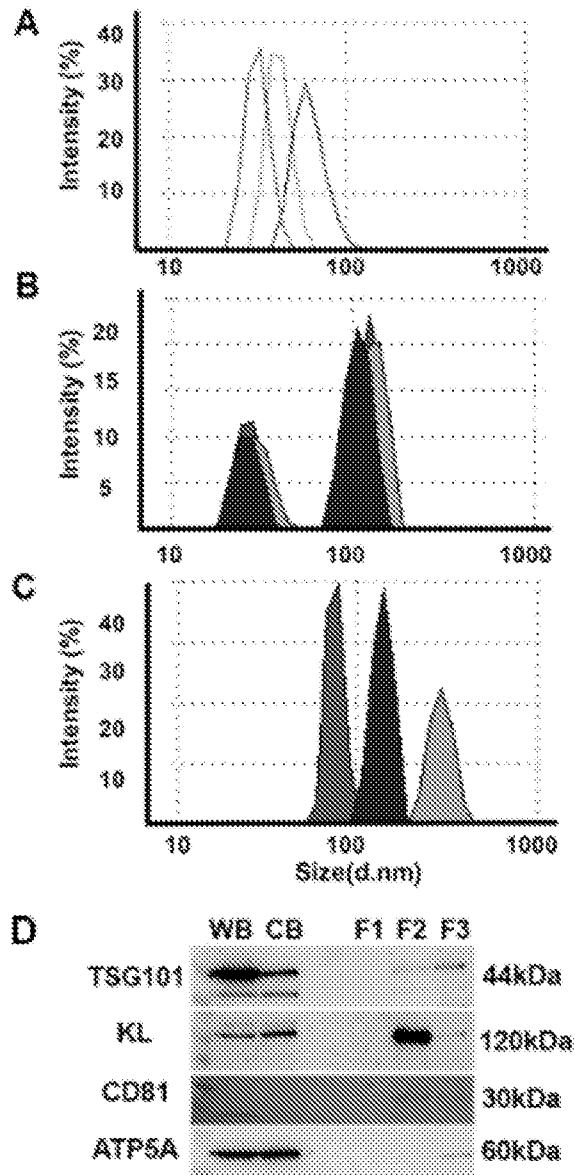 A
Intensity (%)
40
30
20
10
10 100 1000
B
Intensity (%)
20
15
10
5
10 100 1000
C
Intensity (%)
40
30
20
10
10 100 1000
Size(d.nm)
D
WB CB F1 F2 F3
TSG101 44kDa
KL 120kDa
CD81 30kDa
ATP5A 60kDa